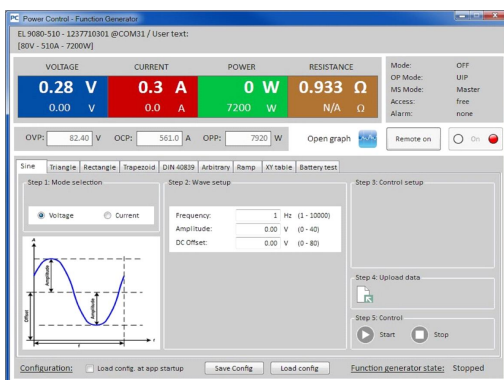 PC Power Control - Function Generator
EL 9080-510 - 1237710301 @COM31 / User text:
[80V - 510A - 7200W]
VOLTAGE CURRENT POWER RESISTANCE
0.28 V 0.3 A 0 W 0.933 Ω
0.00 V 0.0 A 7200 W N/A Ω
Mode: OFF
OP Mode: UIP
MS Mode: Master
Access: free
Alarm: none
OVP: 82.40 V OCP: 561.0 A OPP: 7920 W Open graph Remote on On
Sine Triangle Rectangle Trapezoid DIN 40839 Arbitrary Ramp XY table Battery test
Step 1: Mode selection
Voltage Current
A
Amplitude
Amplitude
Offset
t
f
Step 2: Wave setup
Frequency: 1 Hz (1 - 10000)
Amplitude: 0.00 V (0 - 40)
DC Offset: 0.00 V (0 - 80)
Step 3: Control setup
Step 4: Upload data
Step 5: Control
Start Stop
Configuration: Load config. at app startup Save Config Load config Function generator state: Stopped